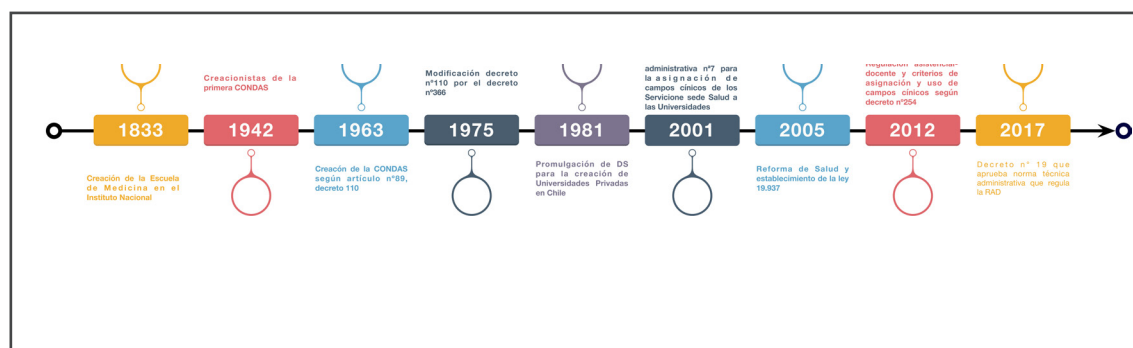 1833
Creación de la Escuela
de Medicina en el
Instituto Nacional
Creacionistas de la
primera CONDAS
1942
1963
Creacón de la CONDAS
según artículo nº89,
decreto 110
Modificación decreto
nº110 por el decreto
nº366
1975
1981
Promulgación de DS
para la creación de
Universidades Privadas
en Chile
administrativa nº7 para
la asignación de
campos cínicos de los
Servicione sede Salud a
las Universidades
2001
2005
Reforma de Salud y
establecimiento de la ley
19.937
Regulación asistencial-
docente y criterios de
asignación y uso de
campos cínicos según
decreto nº254
2012
2017
Decreto nº 19 que
aprueba norma técnica
administrativa que regula
la RAD